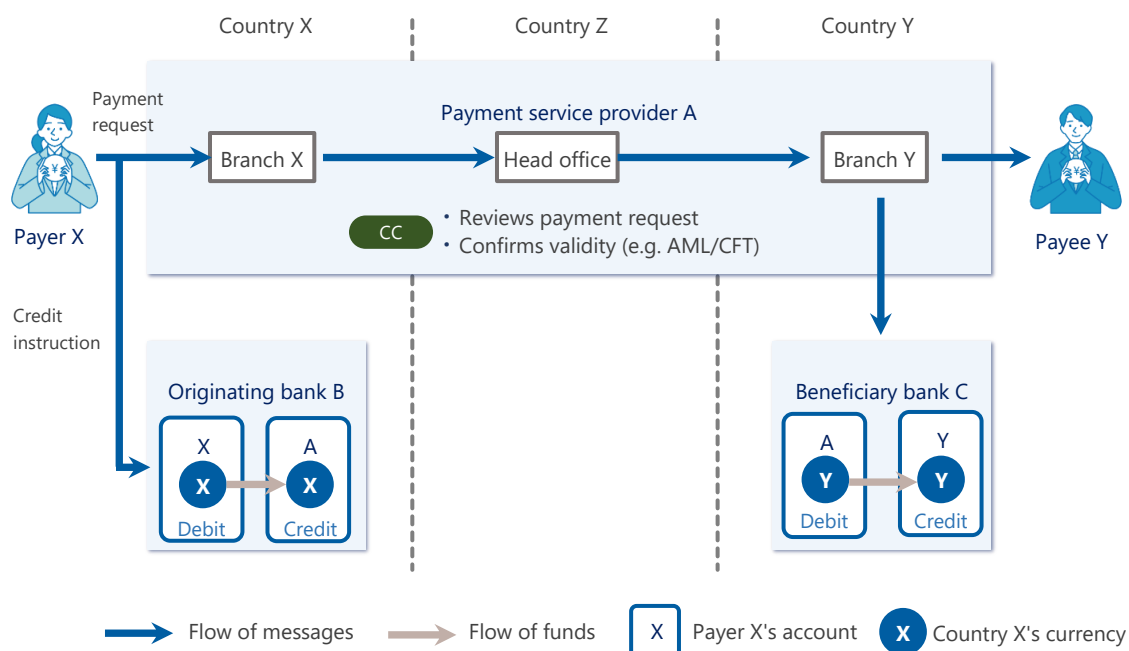 Country X
Country Z
Country Y
Payment
request
Payment service provider A
Branch X
Head office
Branch Y
¥
¥
CC
• Reviews payment request
• Confirms validity (e.g. AML/CFT)
Payer X
Payee Y
Credit
instruction
Originating bank B
X
X
Debit
A
X
Credit
Beneficiary bank C
A
Y
Debit
Y
Y
Credit
Flow of messages
Flow of funds
X
Payer X's account
X
Country X's currency